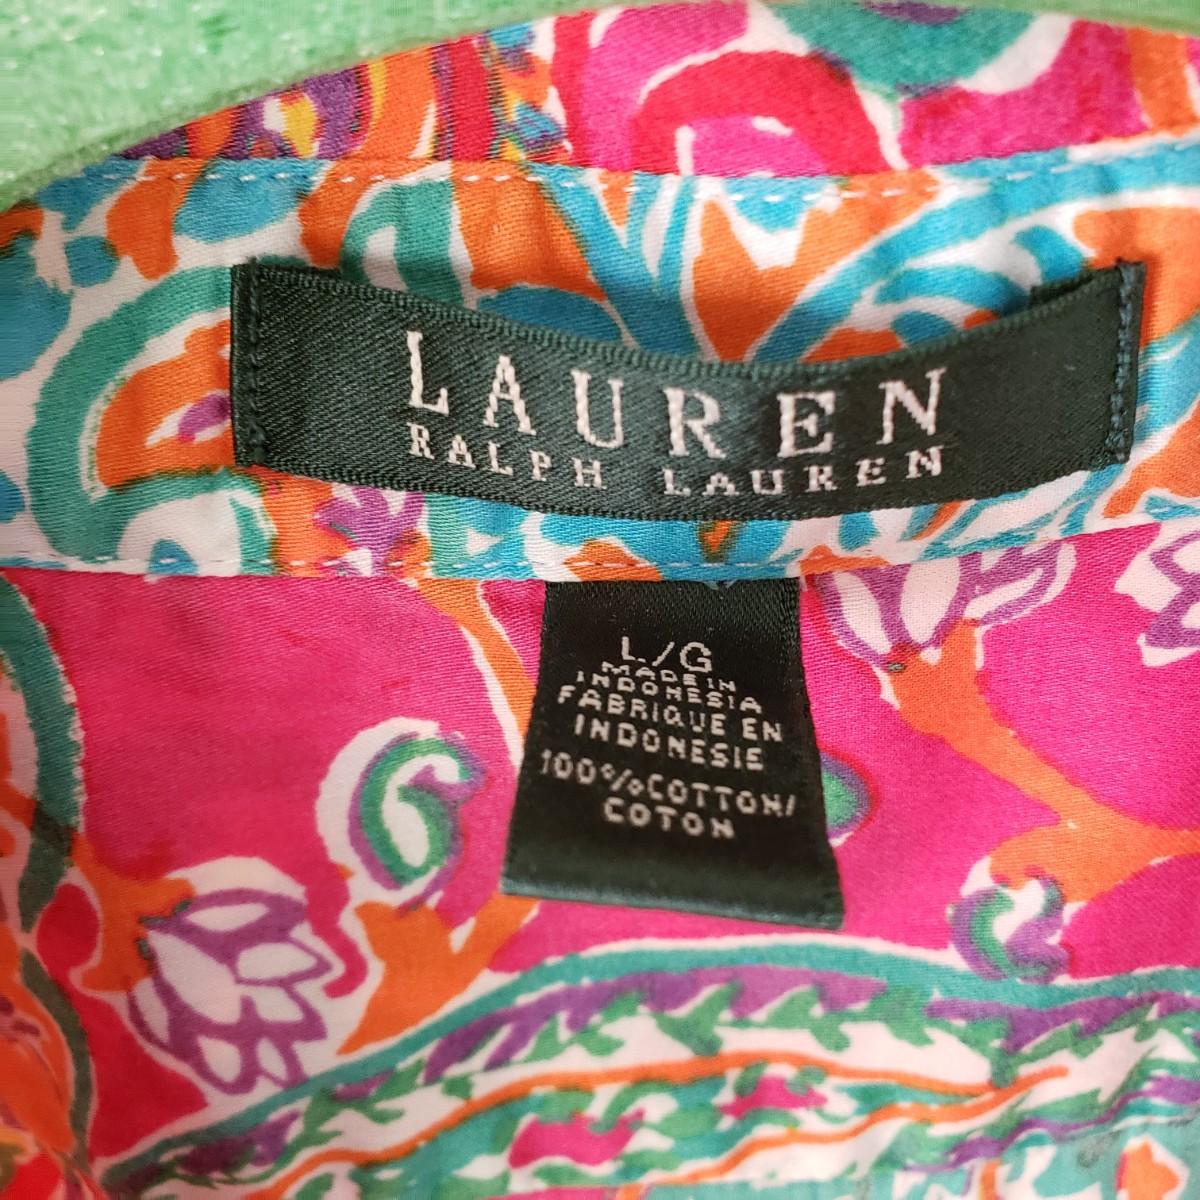 LAUREN
RALPH LAUREN
L/G
MADE IN
INDONESIA
FABRIQUE EN
INDONESIE
100%COTTON/
COTON